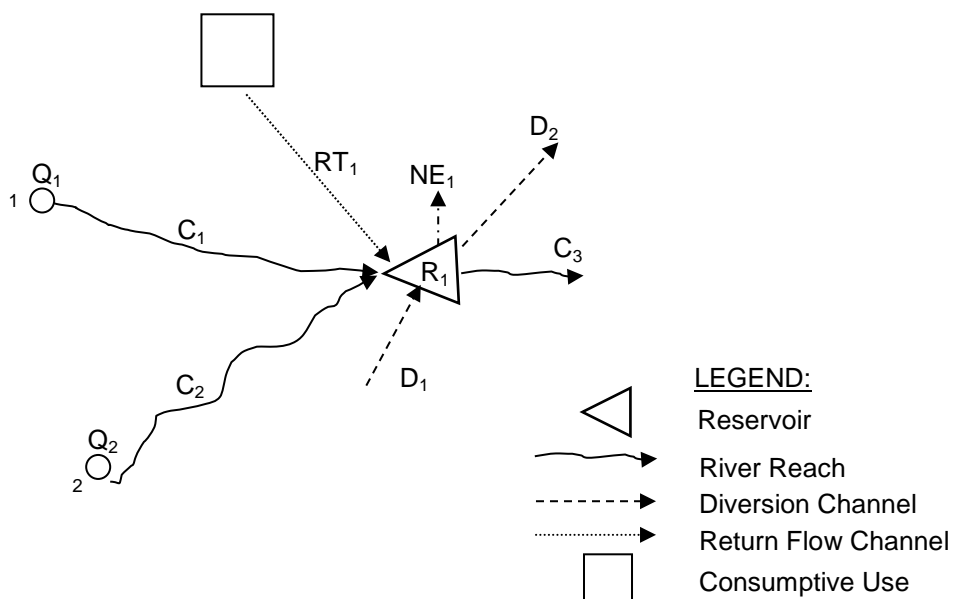 D₂
RT₁
NE₁
Q₁
1
C₁
C₃
R₁
D₁
C₂
Q₂
2
LEGEND:
Reservoir
River Reach
Diversion Channel
Return Flow Channel
Consumptive Use